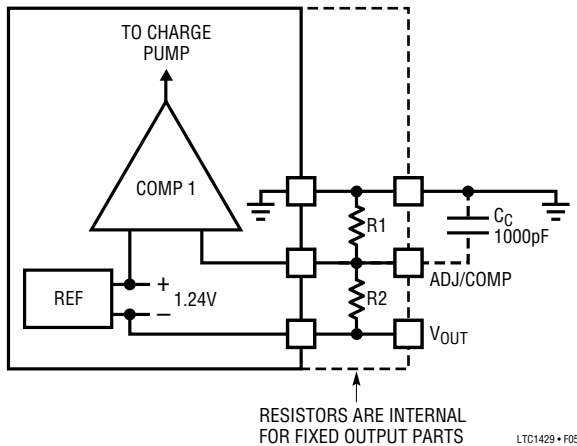 TO CHARGE
PUMP
COMP 1
R1
C_C
1000pF
ADJ/COMP
REF
+
1.24V
–
R2
V_OUT
RESISTORS ARE INTERNAL
FOR FIXED OUTPUT PARTS
LTC1429 • F05